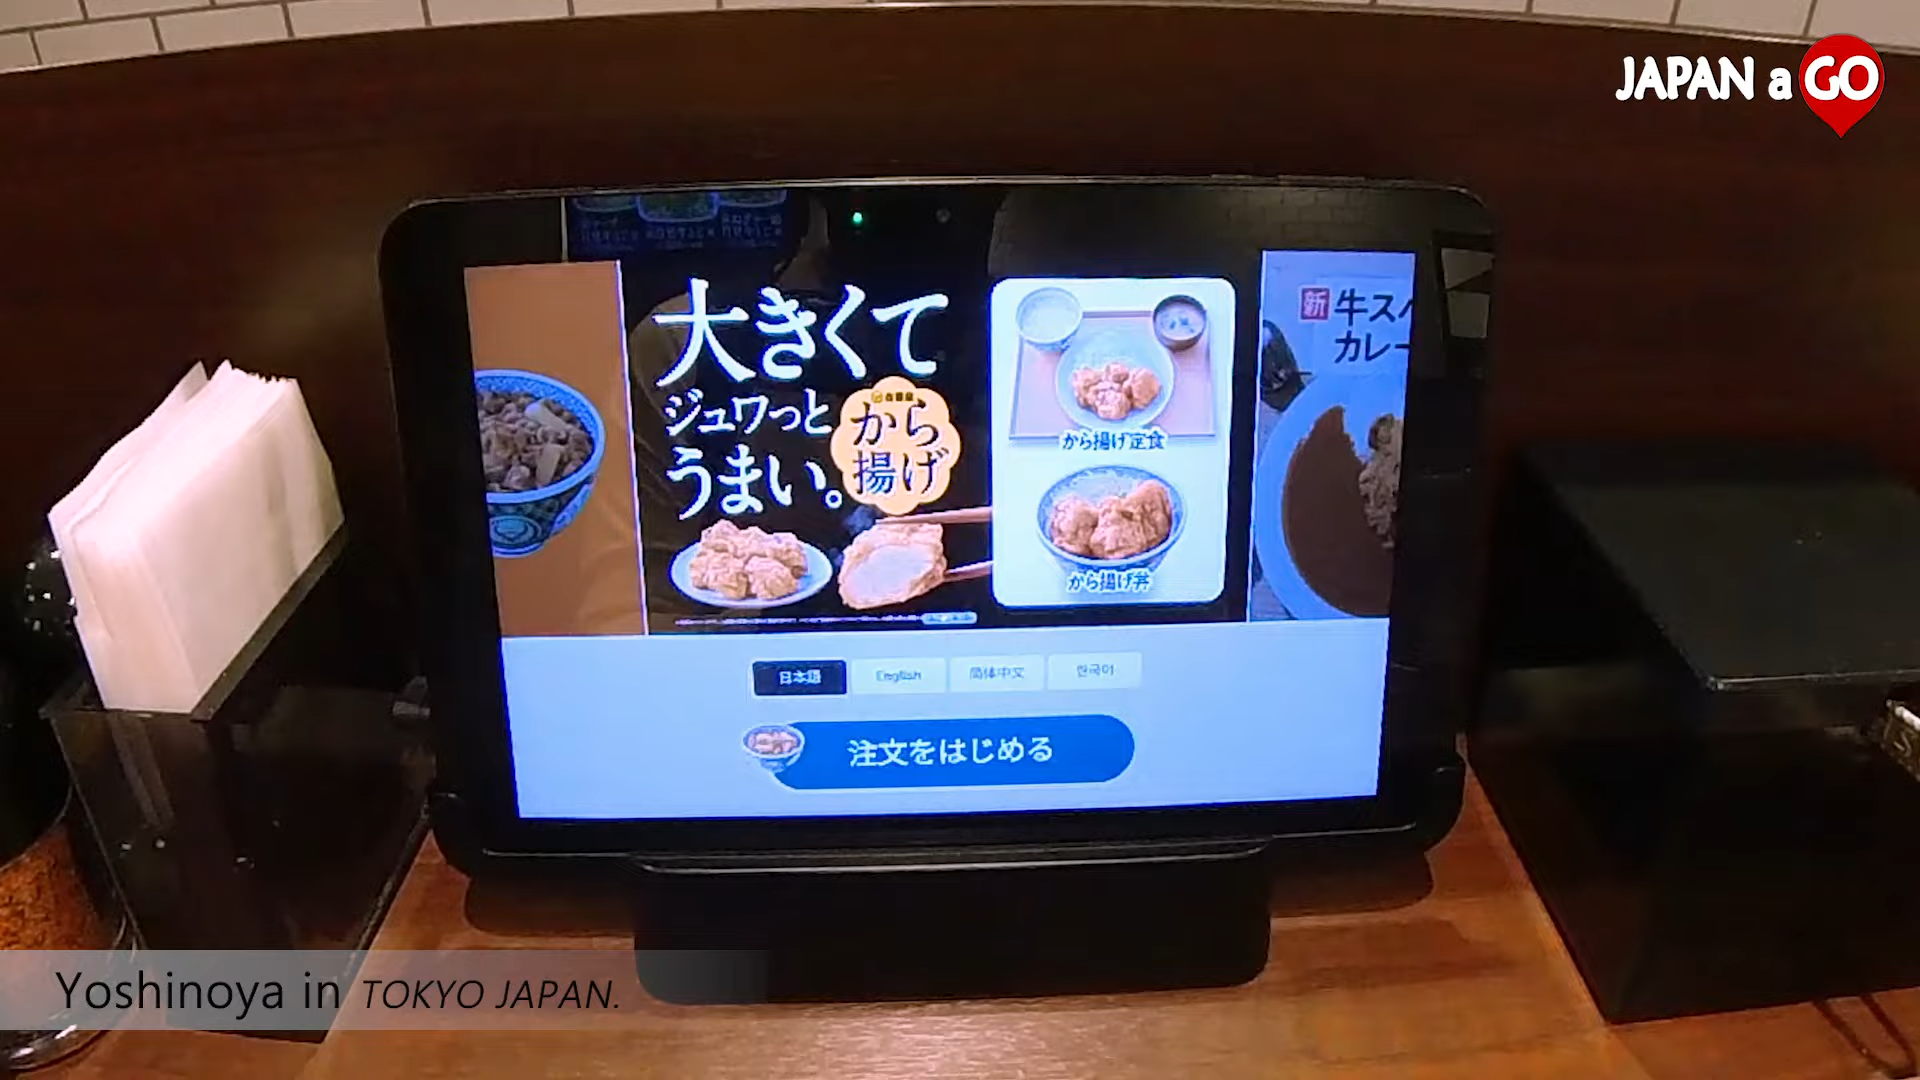 JAPAN a GO
大きくて
ジュワっと
うまい。
から
揚げ
から揚げ定食
から揚げ丼
新 牛ス
カレー
日本語 English 简体中文 한국어
注文をはじめる
Yoshinoya in TOKYO JAPAN.